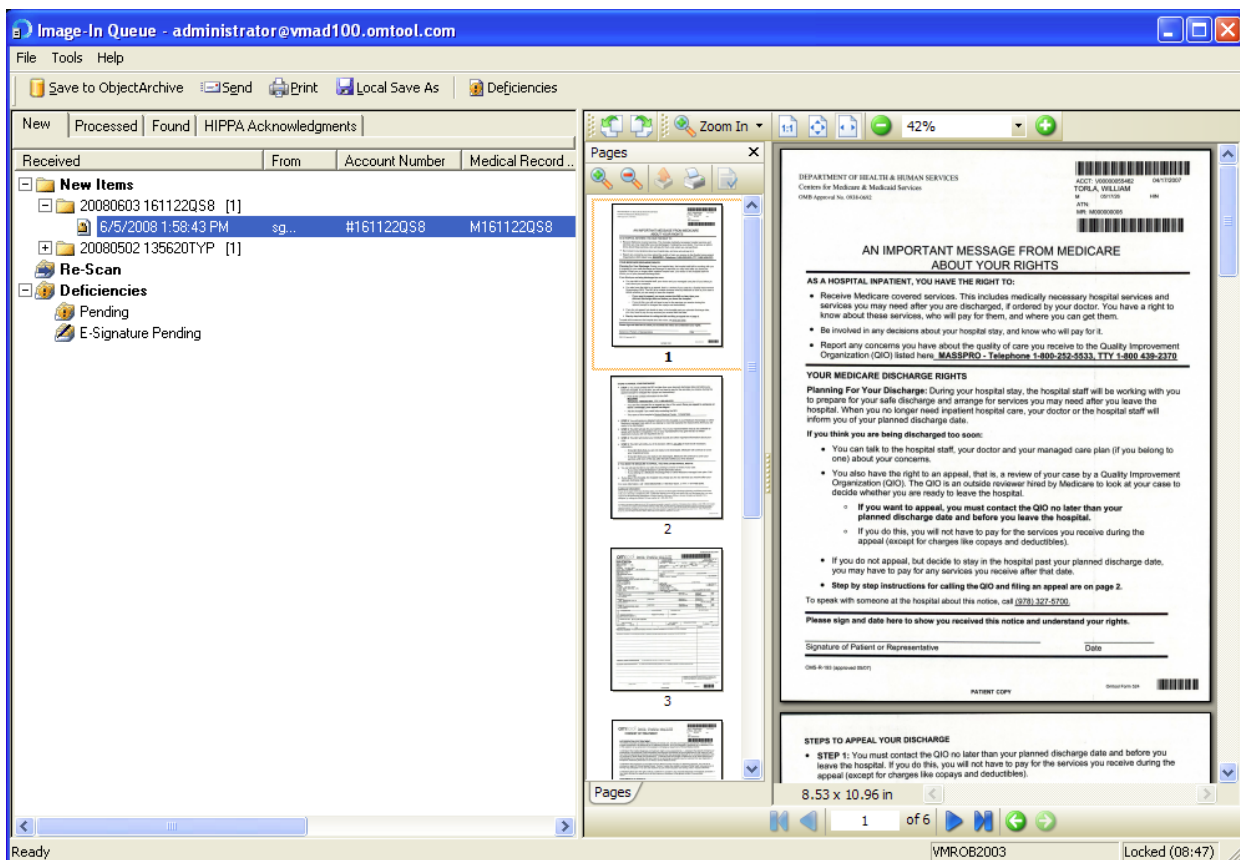 Image-In Queue - administrator@vmad100.omtool.com
File Tools Help
Save to ObjectArchive Send Print Local Save As Deficiencies
New Processed Found HIPPA Acknowledgments
Received From Account Number Medical Record ..
New Items
20080603 161122QS8 [1]
6/5/2008 1:58:43 PM sg... #161122QS8 M161122QS8
20080502 135620TYP [1]
Re-Scan
Deficiencies
Pending
E-Signature Pending
Zoom In 1:1 42%
Pages X
1
2
3
Pages
DEPARTMENT OF HEALTH & HUMAN SERVICES
Centers for Medicare & Medicaid Services
OMB Approval No. 0938-0692
04/17/2007
TORLA, WILLIAM
M
ATN:
AN IMPORTANT MESSAGE FROM MEDICARE
ABOUT YOUR RIGHTS
AS A HOSPITAL INPATIENT, YOU HAVE THE RIGHT TO:
• Receive Medicare covered services. This includes medically necessary hospital services and
services you may need after you are discharged, if ordered by your doctor. You have a right to
know about these services, who will pay for them, and where you can get them.
• Be involved in any decisions about your hospital stay, and know who will pay for it.
• Report any concerns you have about the quality of care you receive to the Quality Improvement
Organization (QIO) listed here MASSPRO - Telephone 1-800-252-5533, TTY 1-800 439-2370
YOUR MEDICARE DISCHARGE RIGHTS
Planning For Your Discharge: During your hospital stay, the hospital staff will be working with you
to prepare for your safe discharge and arrange for services you may need after you leave the
hospital. When you no longer need inpatient hospital care, your doctor or the hospital staff will
inform you of your planned discharge date.
If you think you are being discharged too soon:
• You can talk to the hospital staff, your doctor and your managed care plan (if you belong to
one) about your concerns.
• You also have the right to an appeal, that is, a review of your case by a Quality Improvement
Organization (QIO). The QIO is an outside reviewer hired by Medicare to look at your case to
decide whether you are ready to leave the hospital.
○ If you want to appeal, you must contact the QIO no later than your
planned discharge date and before you leave the hospital.
○ If you do this, you will not have to pay for the services you receive during the
appeal (except for charges like copays and deductibles).
• If you do not appeal, but decide to stay in the hospital past your planned discharge date,
you may have to pay for any services you receive after that date.
• Step by step instructions for calling the QIO and filing an appeal are on page 2.
To speak with someone at the hospital about this notice, call (978) 327-5700.
Please sign and date here to show you received this notice and understand your rights.
Signature of Patient or Representative Date
PATIENT COPY
STEPS TO APPEAL YOUR DISCHARGE
• STEP 1: You must contact the QIO no later than your planned discharge date and before you
leave the hospital. If you do this, you will not have to pay for the services you receive during the
appeal (except for charges like copays and deductibles).
8.53 x 10.96 in
1 of 6
Ready VMROB2003 Locked (08:47)